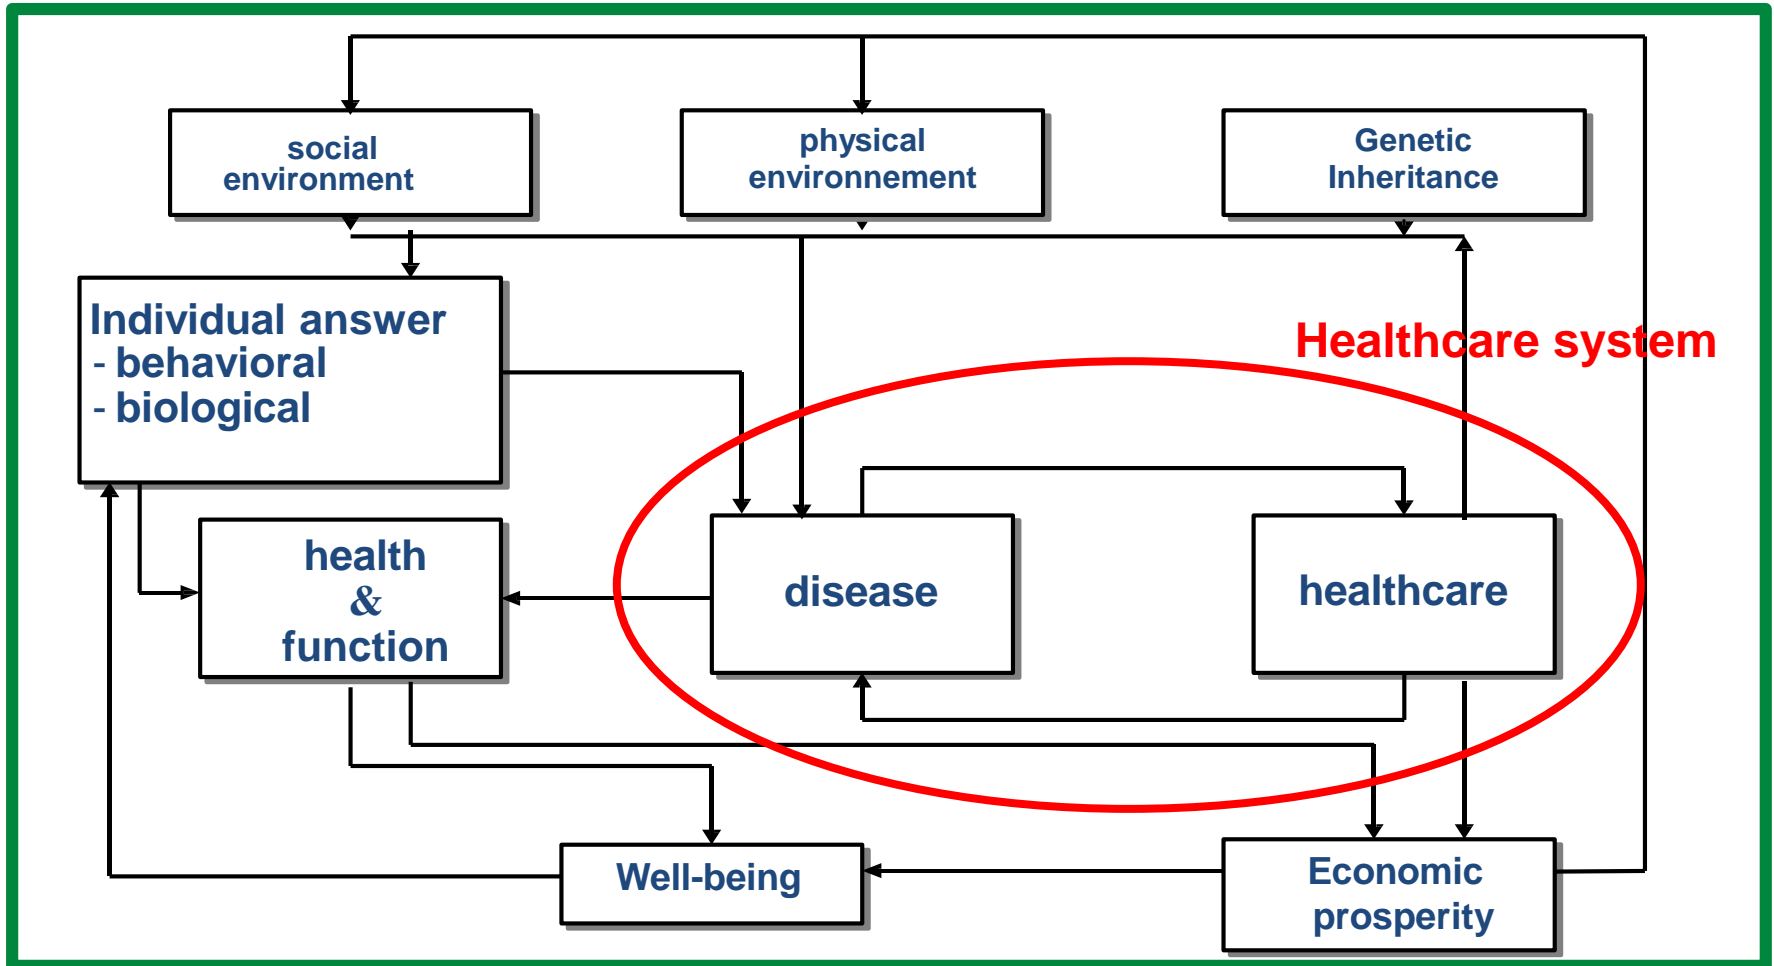 social
environment
physical
environnement
Genetic
Inheritance
Individual answer
- behavioral
- biological
Healthcare system
health
&
function
disease
healthcare
Well-being
Economic
prosperity